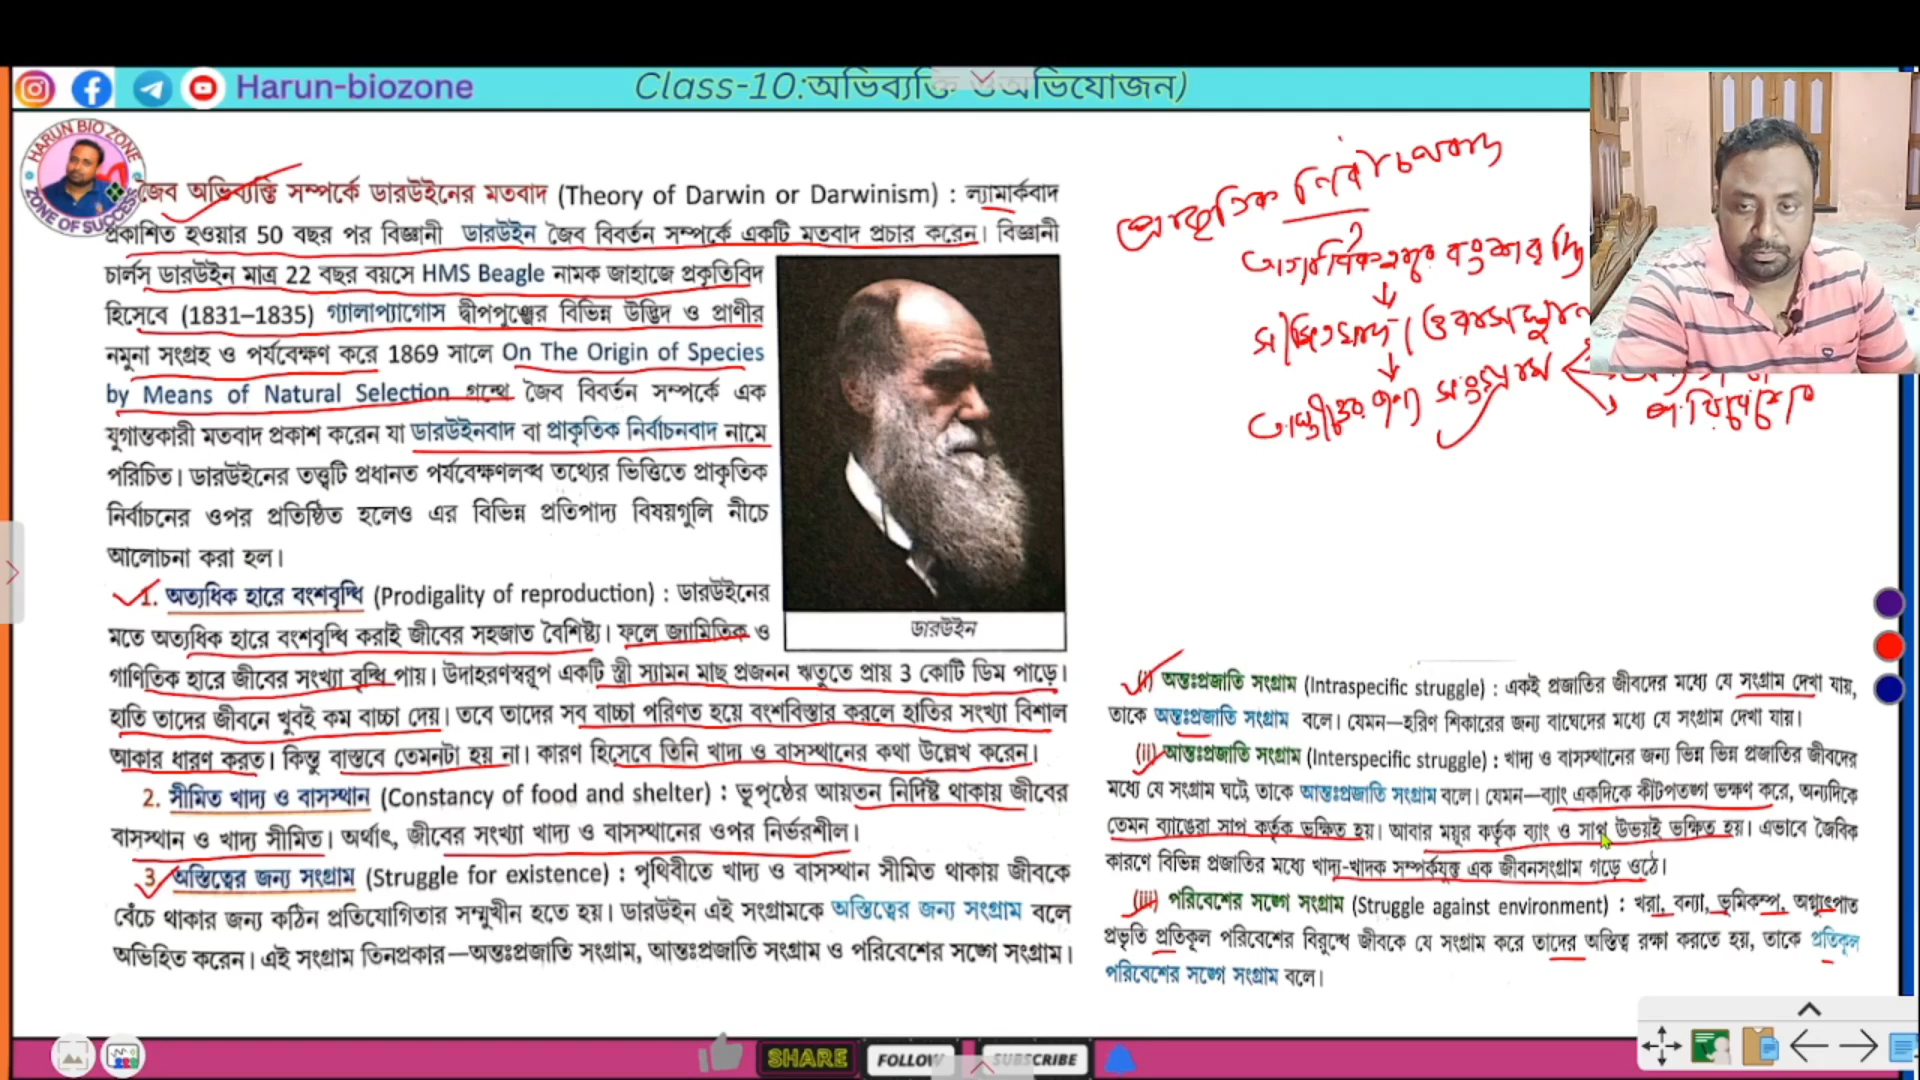 Harun-biozone
Class-10:অভিব্যক্তি ওঅভিযোজন)
HARUN BIO ZONE
ZONE OF SUCCESS
জৈব অভিব্যক্তি সম্পর্কে ডারউইনের মতবাদ (Theory of Darwin or Darwinism) : ল্যামার্কবাদ
প্রকাশিত হওয়ার 50 বছর পর বিজ্ঞানী ডারউইন জৈব বিবর্তন সম্পর্কে একটি মতবাদ প্রচার করেন। বিজ্ঞানী
চার্লস ডারউইন মাত্র 22 বছর বয়সে HMS Beagle নামক জাহাজে প্রকৃতিবিদ
হিসেবে (1831–1835) গ্যালাপ্যাগোস দ্বীপপুঞ্জের বিভিন্ন উদ্ভিদ ও প্রাণীর
নমুনা সংগ্রহ ও পর্যবেক্ষণ করে 1869 সালে On The Origin of Species
by Means of Natural Selection গ্রন্থে জৈব বিবর্তন সম্পর্কে এক
যুগান্তকারী মতবাদ প্রকাশ করেন যা ডারউইনবাদ বা প্রাকৃতিক নির্বাচনবাদ নামে
পরিচিত। ডারউইনের তত্ত্বটি প্রধানত পর্যবেক্ষণলব্ধ তথ্যের ভিত্তিতে প্রাকৃতিক
নির্বাচনের ওপর প্রতিষ্ঠিত হলেও এর বিভিন্ন প্রতিপাদ্য বিষয়গুলি নীচে
আলোচনা করা হল।
ডারউইন
1. অত্যধিক হারে বংশবৃদ্ধি (Prodigality of reproduction) : ডারউইনের
মতে অত্যধিক হারে বংশবৃদ্ধি করাই জীবের সহজাত বৈশিষ্ট্য। ফলে জ্যামিতিক ও
গাণিতিক হারে জীবের সংখ্যা বৃদ্ধি পায়। উদাহরণস্বরূপ একটি স্ত্রী স্যামন মাছ প্রজনন ঋতুতে প্রায় 3 কোটি ডিম পাড়ে।
হাতি তাদের জীবনে খুবই কম বাচ্চা দেয়। তবে তাদের সব বাচ্চা পরিণত হয়ে বংশবিস্তার করলে হাতির সংখ্যা বিশাল
আকার ধারণ করত। কিন্তু বাস্তবে তেমনটা হয় না। কারণ হিসেবে তিনি খাদ্য ও বাসস্থানের কথা উল্লেখ করেন।
2. সীমিত খাদ্য ও বাসস্থান (Constancy of food and shelter) : ভূপৃষ্ঠের আয়তন নির্দিষ্ট থাকায় জীবের
বাসস্থান ও খাদ্য সীমিত। অর্থাৎ, জীবের সংখ্যা খাদ্য ও বাসস্থানের ওপর নির্ভরশীল।
3. অস্তিত্বের জন্য সংগ্রাম (Struggle for existence) : পৃথিবীতে খাদ্য ও বাসস্থান সীমিত থাকায় জীবকে
বেঁচে থাকার জন্য কঠিন প্রতিযোগিতার সম্মুখীন হতে হয়। ডারউইন এই সংগ্রামকে অস্তিত্বের জন্য সংগ্রাম বলে
অভিহিত করেন। এই সংগ্রাম তিনপ্রকার—অন্তঃপ্রজাতি সংগ্রাম, আন্তঃপ্রজাতি সংগ্রাম ও পরিবেশের সঙ্গে সংগ্রাম।
প্রাকৃতিক নির্বাচনবাদ
বংশবৃদ্ধি
সংগ্রাম
পরিবেশের
(i) অন্তঃপ্রজাতি সংগ্রাম (Intraspecific struggle) : একই প্রজাতির জীবদের মধ্যে যে সংগ্রাম দেখা যায়,
তাকে অন্তঃপ্রজাতি সংগ্রাম বলে। যেমন—হরিণ শিকারের জন্য বাঘেদের মধ্যে যে সংগ্রাম দেখা যায়।
(ii) আন্তঃপ্রজাতি সংগ্রাম (Interspecific struggle) : খাদ্য ও বাসস্থানের জন্য ভিন্ন ভিন্ন প্রজাতির জীবদের
মধ্যে যে সংগ্রাম ঘটে, তাকে আন্তঃপ্রজাতি সংগ্রাম বলে। যেমন—ব্যাং একদিকে কীটপতঙ্গ ভক্ষণ করে, অন্যদিকে
তেমন ব্যাঙেরা সাপ কর্তৃক ভক্ষিত হয়। আবার ময়ূর কর্তৃক ব্যাং ও সাপ উভয়ই ভক্ষিত হয়। এভাবে জৈবিক
কারণে বিভিন্ন প্রজাতির মধ্যে খাদ্য-খাদক সম্পর্কযুক্ত এক জীবনসংগ্রাম গড়ে ওঠে।
(iii) পরিবেশের সঙ্গে সংগ্রাম (Struggle against environment) : খরা, বন্যা, ভূমিকম্প, অগ্ন্যুৎপাত
প্রভৃতি প্রতিকূল পরিবেশের বিরুদ্ধে জীবকে যে সংগ্রাম করে তাদের অস্তিত্ব রক্ষা করতে হয়, তাকে প্রতিকূল
পরিবেশের সঙ্গে সংগ্রাম বলে।
SHARE
FOLLOW
SUBSCRIBE